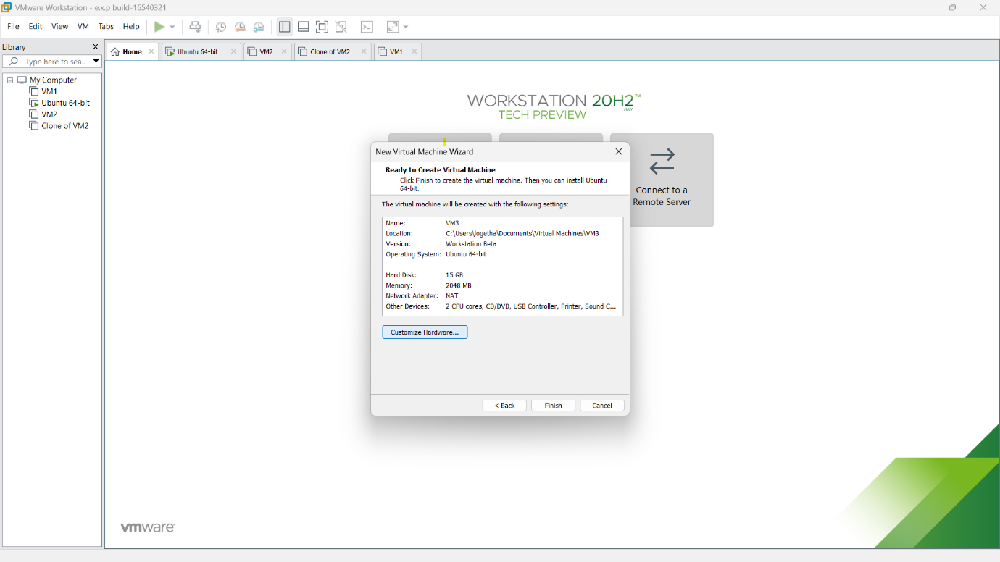 VMware Workstation - e.x.p build-16540321
File Edit View VM Tabs Help
Library
Type here to sea...
My Computer
VM1
Ubuntu 64-bit
VM2
Clone of VM2
Home
Ubuntu 64-bit
VM2
Clone of VM2
VM1
WORKSTATION 20H2™
JULY
TECH PREVIEW
Connect to a
Remote Server
New Virtual Machine Wizard
Ready to Create Virtual Machine
Click Finish to create the virtual machine. Then you can install Ubuntu
64-bit.
The virtual machine will be created with the following settings:
Name: VM3
Location: C:\Users\logetha\Documents\Virtual Machines\VM3
Version: Workstation Beta
Operating System: Ubuntu 64-bit
Hard Disk: 15 GB
Memory: 2048 MB
Network Adapter: NAT
Other Devices: 2 CPU cores, CD/DVD, USB Controller, Printer, Sound C...
Customize Hardware...
< Back Finish Cancel
vmware®